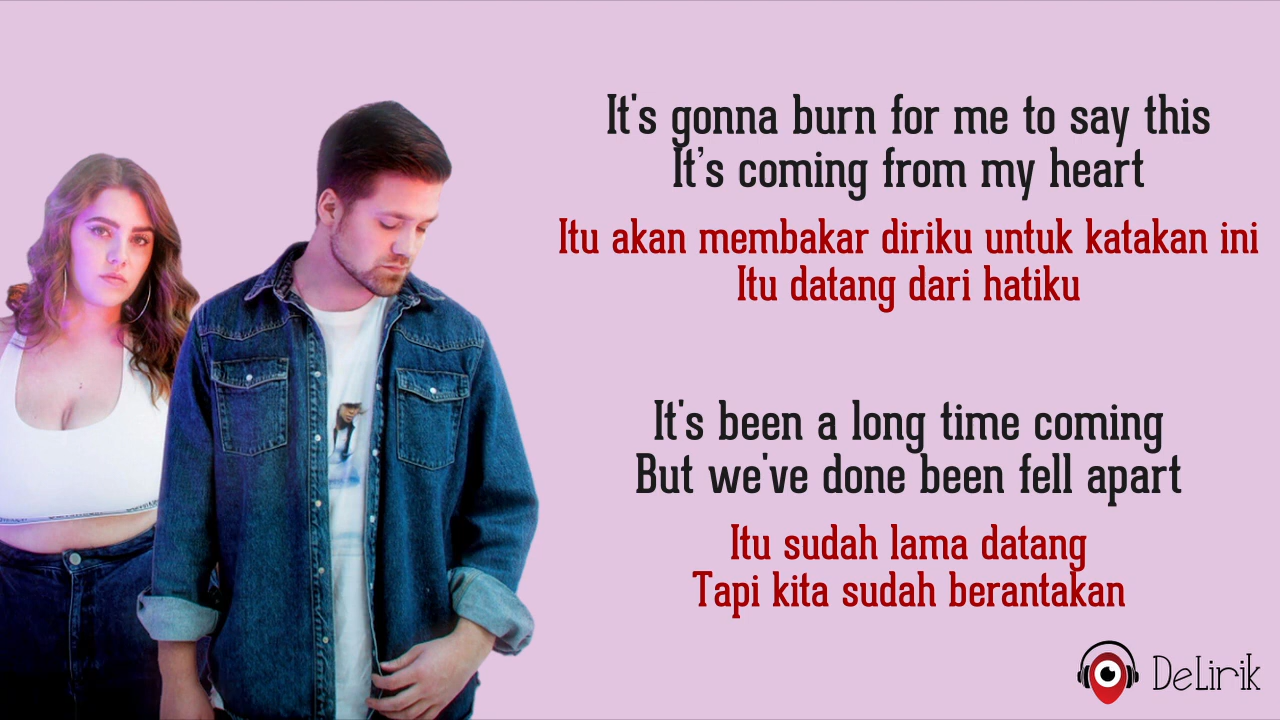 It's gonna burn for me to say this
It’s coming from my heart
Itu akan membakar diriku untuk katakan ini
Itu datang dari hatiku
It's been a long time coming
But we've done been fell apart
Itu sudah lama datang
Tapi kita sudah berantakan
DeLirik